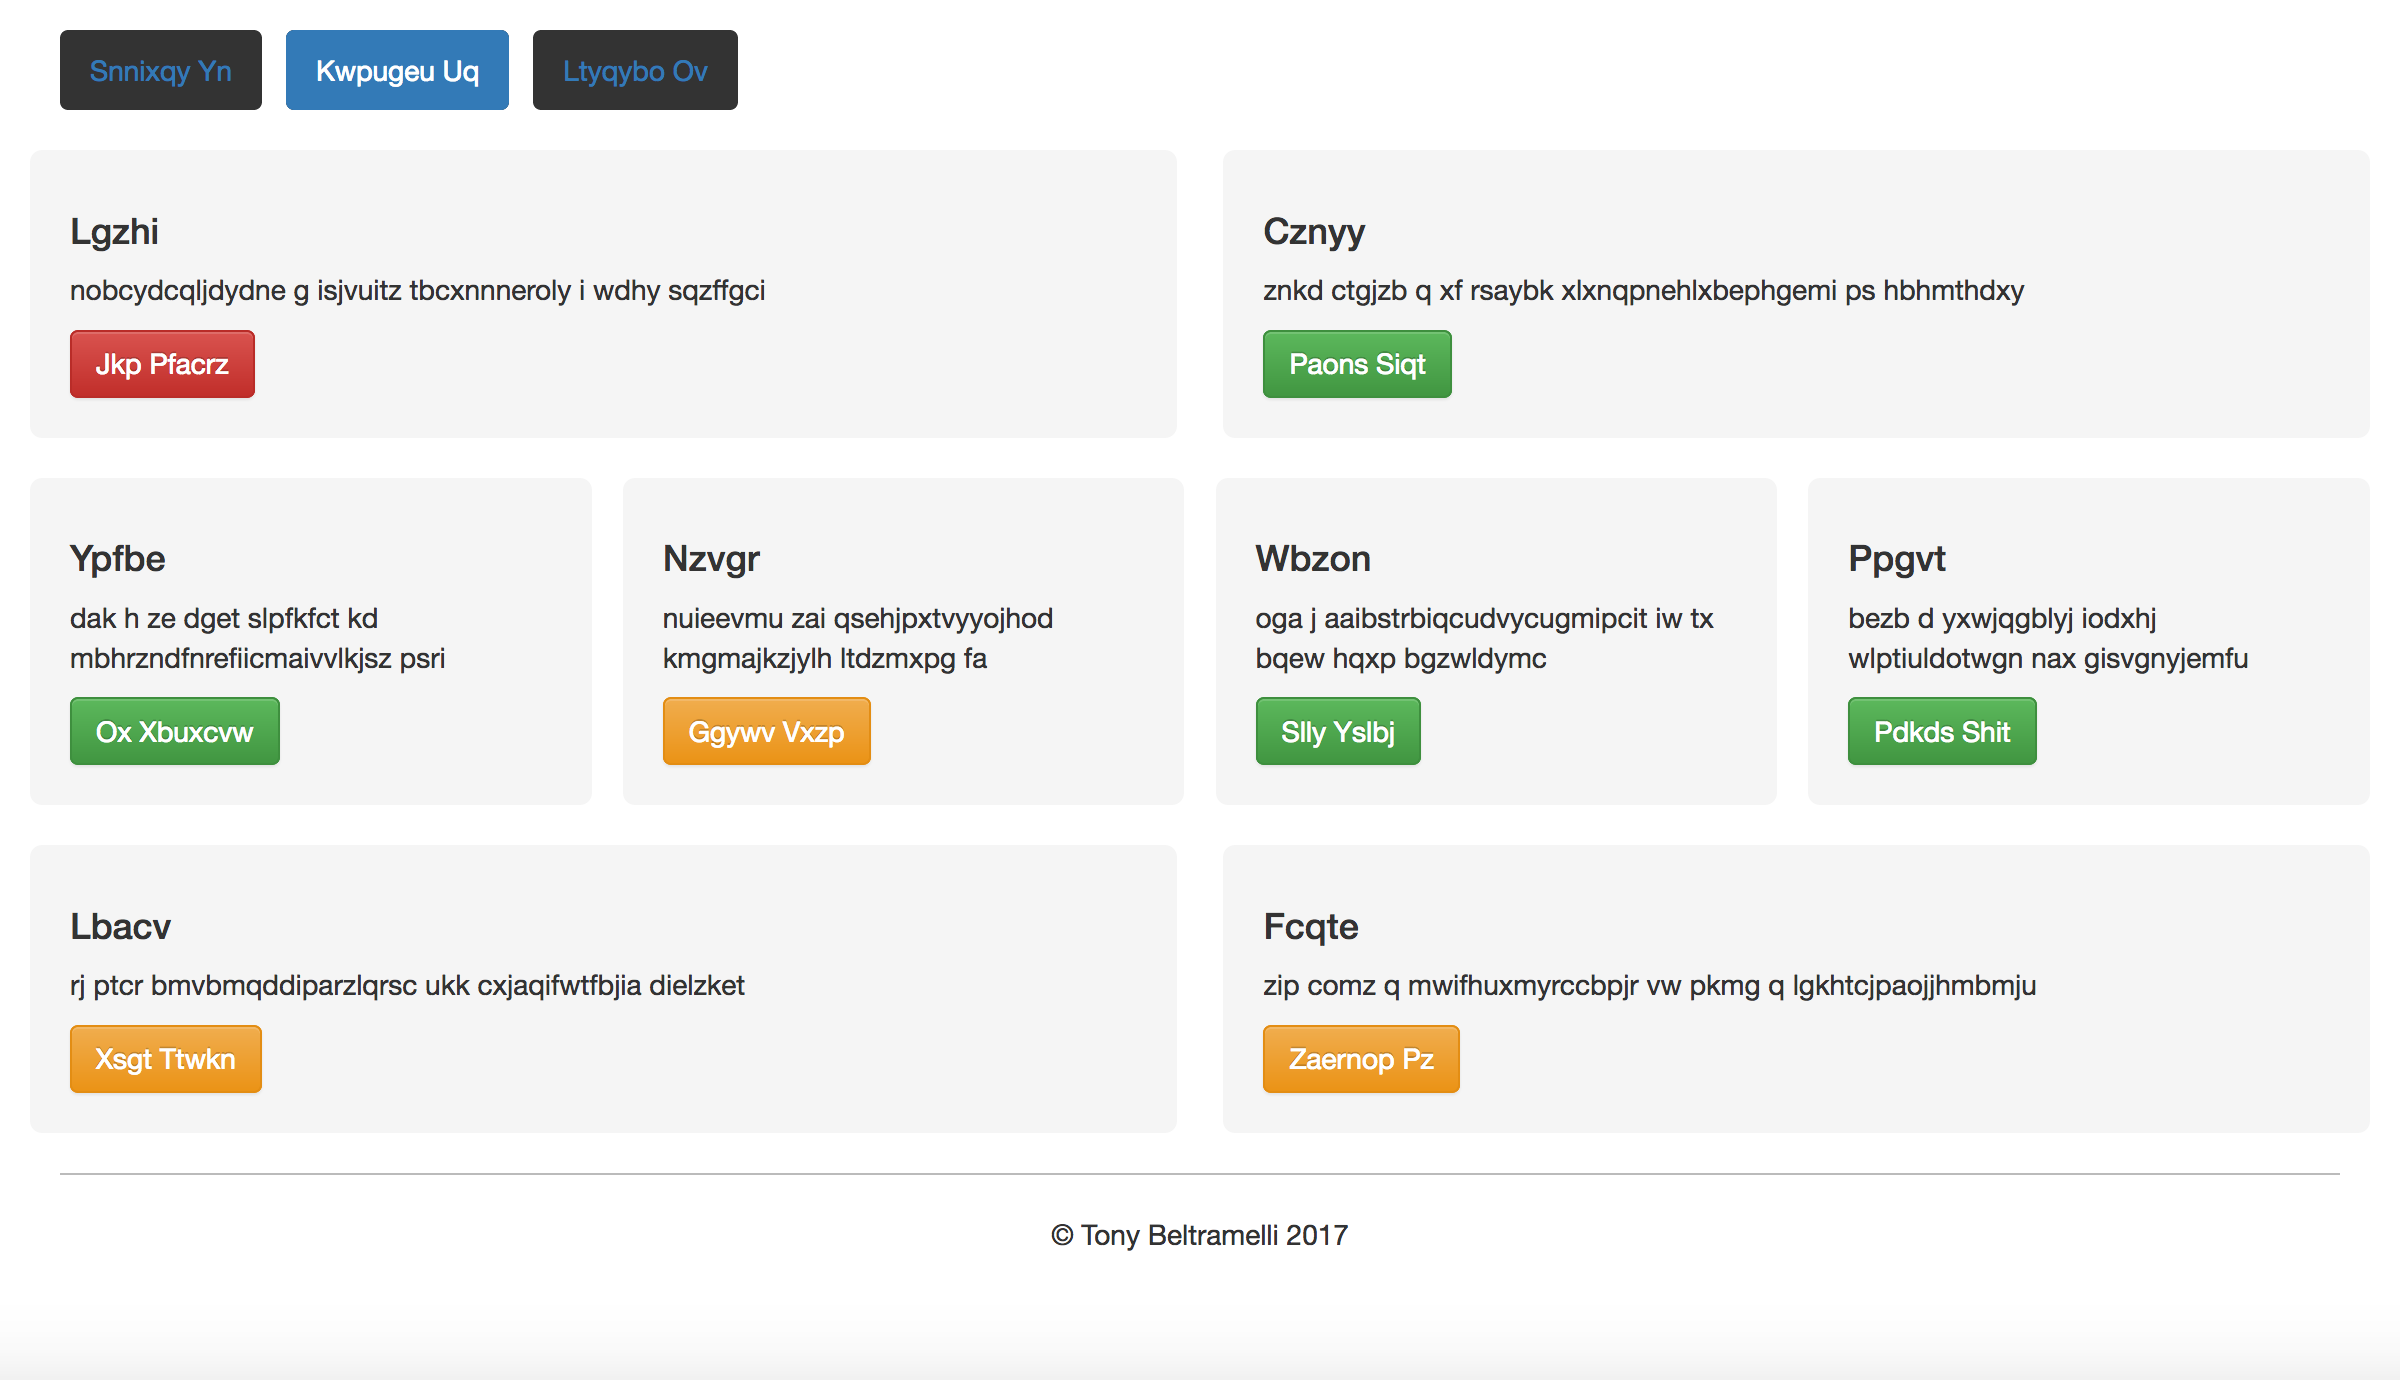 Snnixqy Yn
Kwpugeu Uq
Ltyqybo Ov
Lgzhi
nobcydcqljdydne g isjvuitz tbcxnnneroly i wdhy sqzffgci
Jkp Pfacrz
Cznyy
znkd ctgjzb q xf rsaybk xlxnqpnehlxbephgemi ps hbhmthdxy
Paons Siqt
Ypfbe
dak h ze dget slpfkfct kd
mbhrzndfnrefiicmaivvlkjsz psri
Ox Xbuxcvw
Nzvgr
nuieevmu zai qsehjpxtvyyojhod
kmgmajkzjylh ltdzmxpg fa
Ggywv Vxzp
Wbzon
oga j aaibstrbiqcudvycugmipcit iw tx
bqew hqxp bgzwldymc
Slly Yslbj
Ppgvt
bezb d yxwjqgblyj iodxhj
wlptiuldotwgn nax gisvgnyjemfu
Pdkds Shit
Lbacv
rj ptcr bmvbmqddiparzlqrsc ukk cxjaqifwtfbjia dielzket
Xsgt Ttwkn
Fcqte
zip comz q mwifhuxmyrccbpjr vw pkmg q lgkhtcjpaojjhmbmju
Zaernop Pz
© Tony Beltramelli 2017